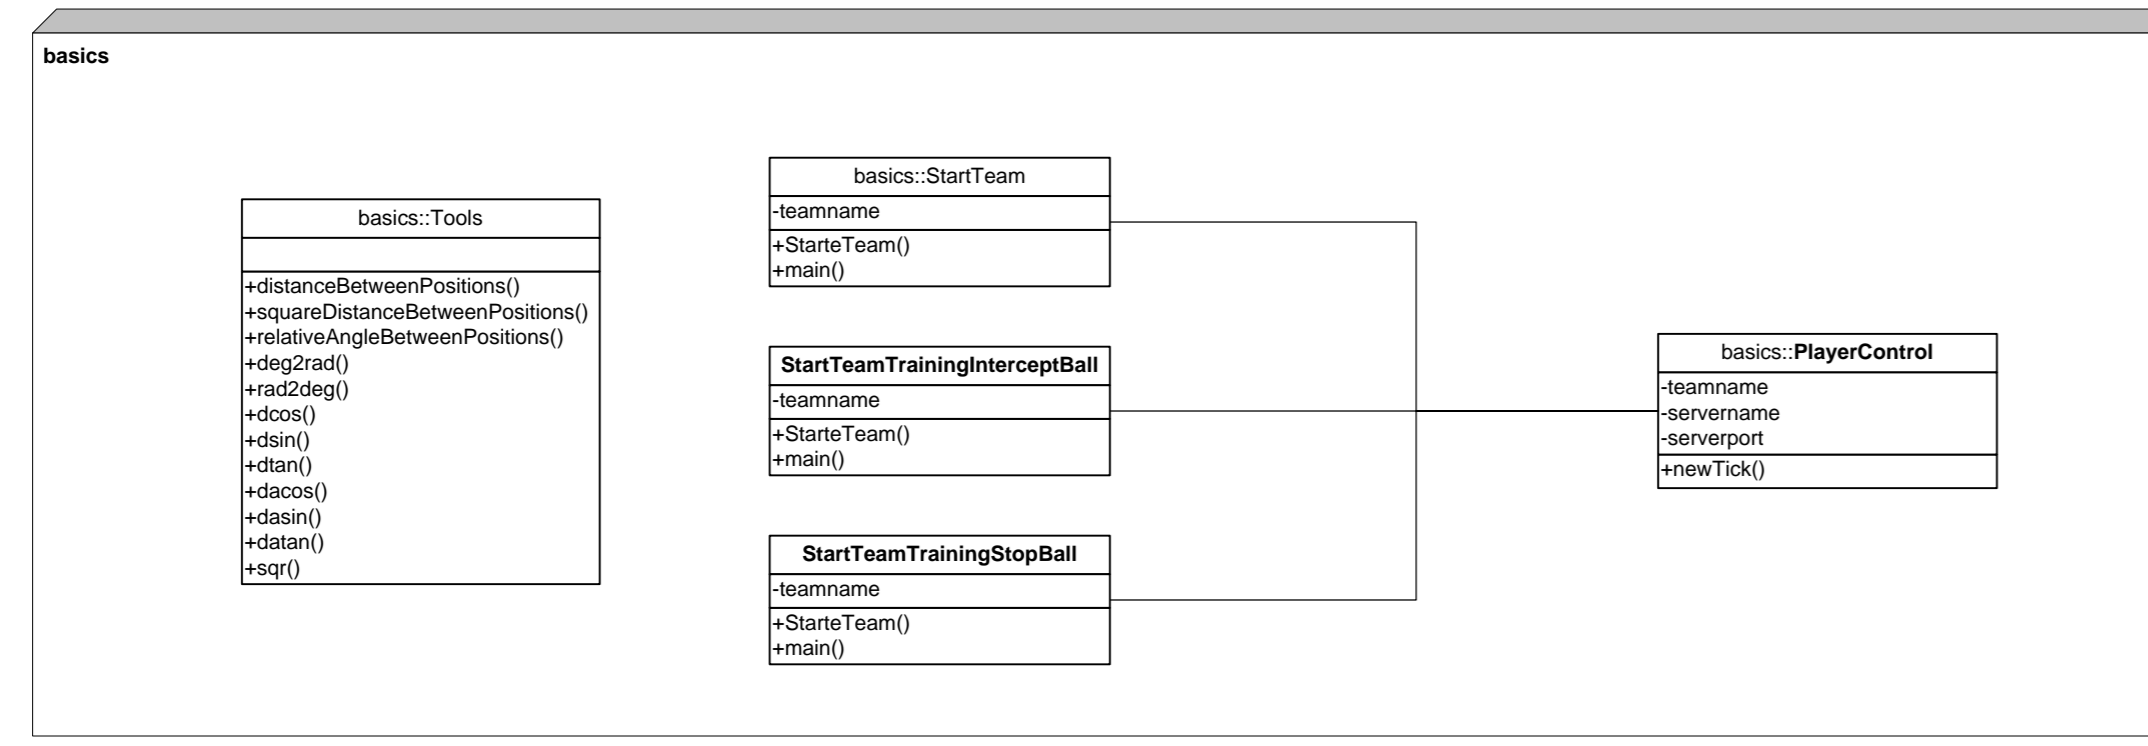 basics
basics::Tools
+distanceBetweenPositions()
+squareDistanceBetweenPositions()
+relativeAngleBetweenPositions()
+deg2rad()
+rad2deg()
+dcos()
+dsin()
+dtan()
+dacos()
+dasin()
+datan()
+sqr()
basics::StartTeam
-teamname
+StarteTeam()
+main()
StartTeamTrainingInterceptBall
-teamname
+StarteTeam()
+main()
StartTeamTrainingStopBall
-teamname
+StarteTeam()
+main()
basics::PlayerControl
-teamname
-servername
-serverport
+newTick()